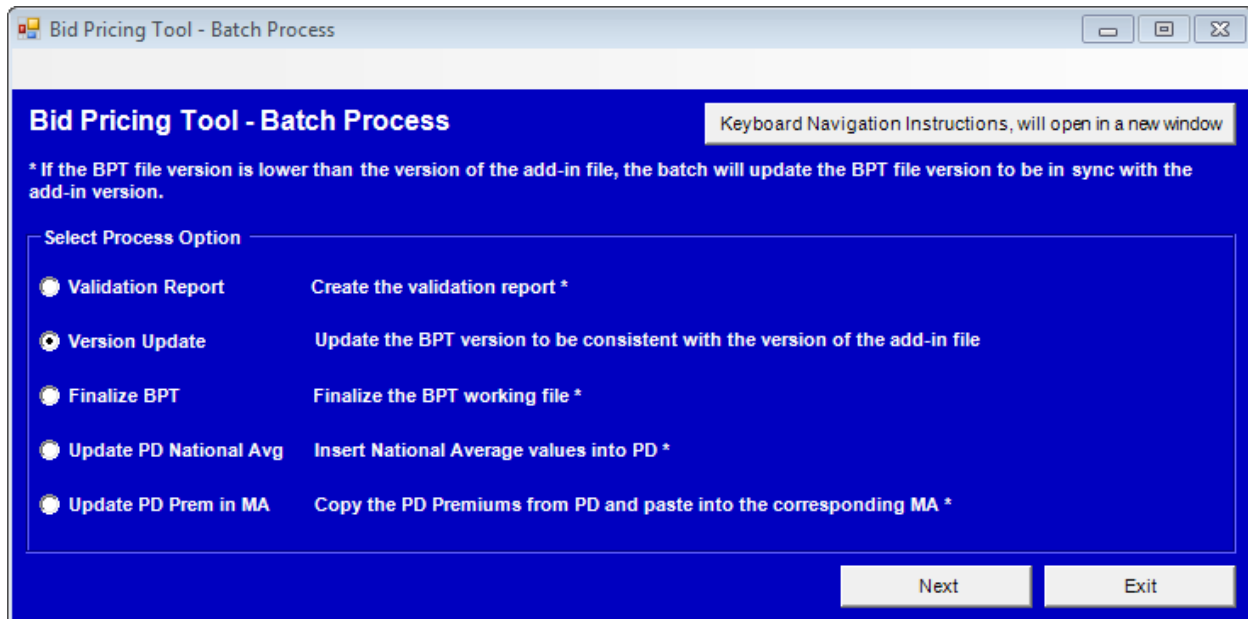 Bid Pricing Tool - Batch Process
Bid Pricing Tool - Batch Process
Keyboard Navigation Instructions, will open in a new window
* If the BPT file version is lower than the version of the add-in file, the batch will update the BPT file version to be in sync with the
add-in version.
Select Process Option
Validation Report Create the validation report *
Version Update Update the BPT version to be consistent with the version of the add-in file
Finalize BPT Finalize the BPT working file *
Update PD National Avg Insert National Average values into PD *
Update PD Prem in MA Copy the PD Premiums from PD and paste into the corresponding MA *
Next Exit